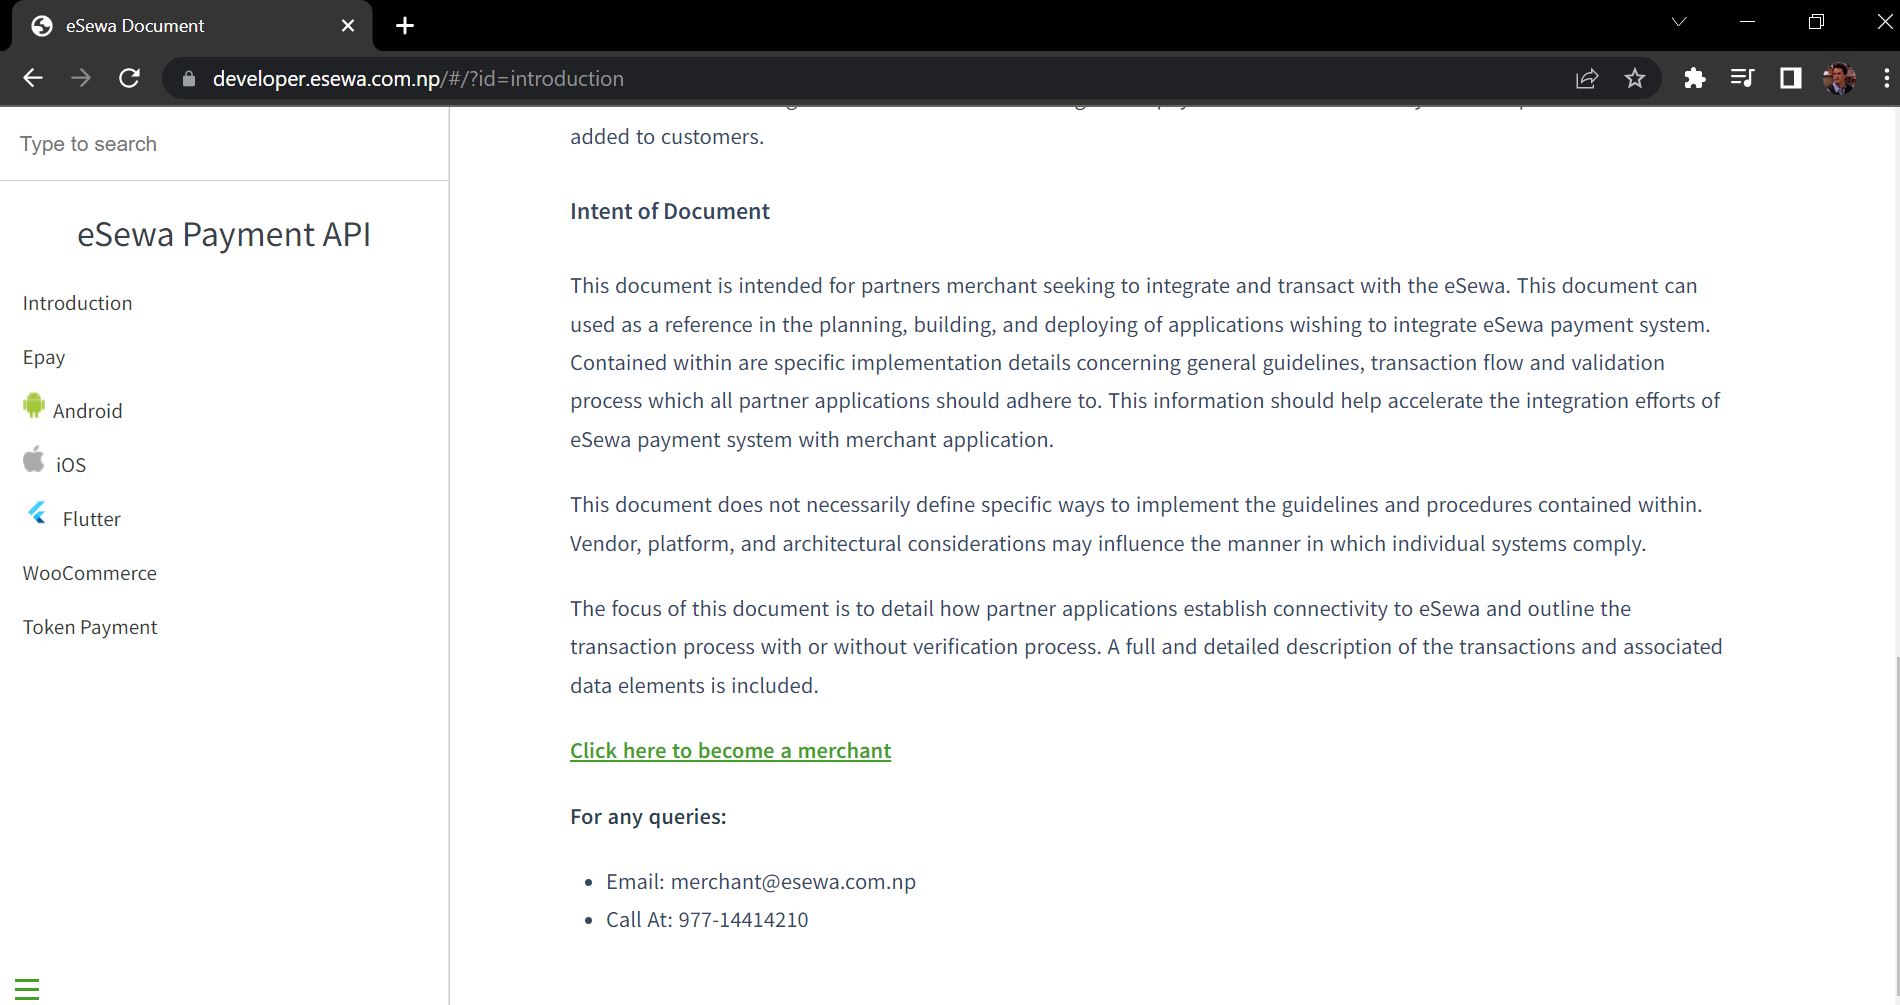 eSewa Document
developer.esewa.com.np/#/?id=introduction
Type to search
eSewa Payment API
Introduction
Epay
Android
iOS
Flutter
WooCommerce
Token Payment
added to customers.
Intent of Document
This document is intended for partners merchant seeking to integrate and transact with the eSewa. This document can
used as a reference in the planning, building, and deploying of applications wishing to integrate eSewa payment system.
Contained within are specific implementation details concerning general guidelines, transaction flow and validation
process which all partner applications should adhere to. This information should help accelerate the integration efforts of
eSewa payment system with merchant application.
This document does not necessarily define specific ways to implement the guidelines and procedures contained within.
Vendor, platform, and architectural considerations may influence the manner in which individual systems comply.
The focus of this document is to detail how partner applications establish connectivity to eSewa and outline the
transaction process with or without verification process. A full and detailed description of the transactions and associated
data elements is included.
Click here to become a merchant
For any queries:
• Email: merchant@esewa.com.np
• Call At: 977-14414210